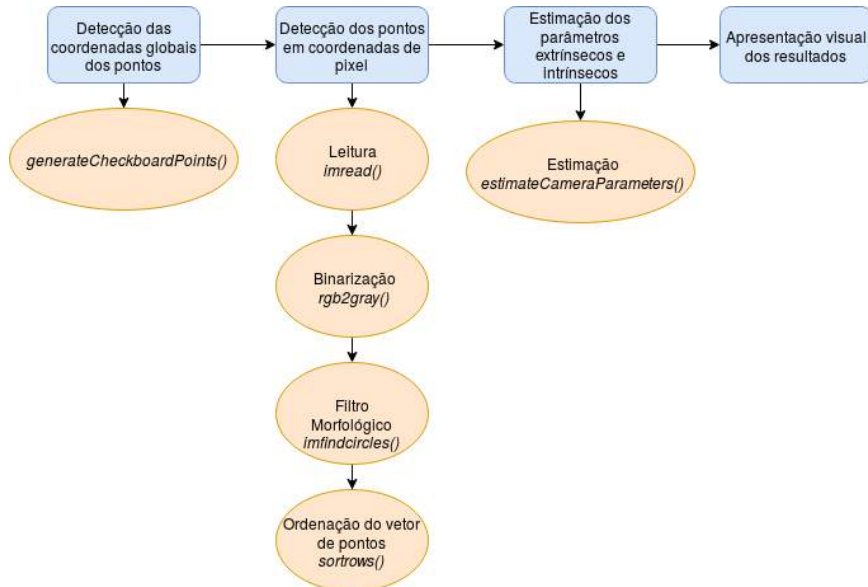 Detecção das
coordenadas globais
dos pontos
Detecção dos pontos
em coordenadas de
pixel
Estimação dos
parâmetros
extrínsecos e
intrínsecos
Apresentação visual
dos resultados
generateCheckboardPoints()
Leitura
imread()
Estimação
estimateCameraParameters()
Binarização
rgb2gray()
Filtro
Morfológico
imfindcircles()
Ordenação do vetor
de pontos
sortrows()